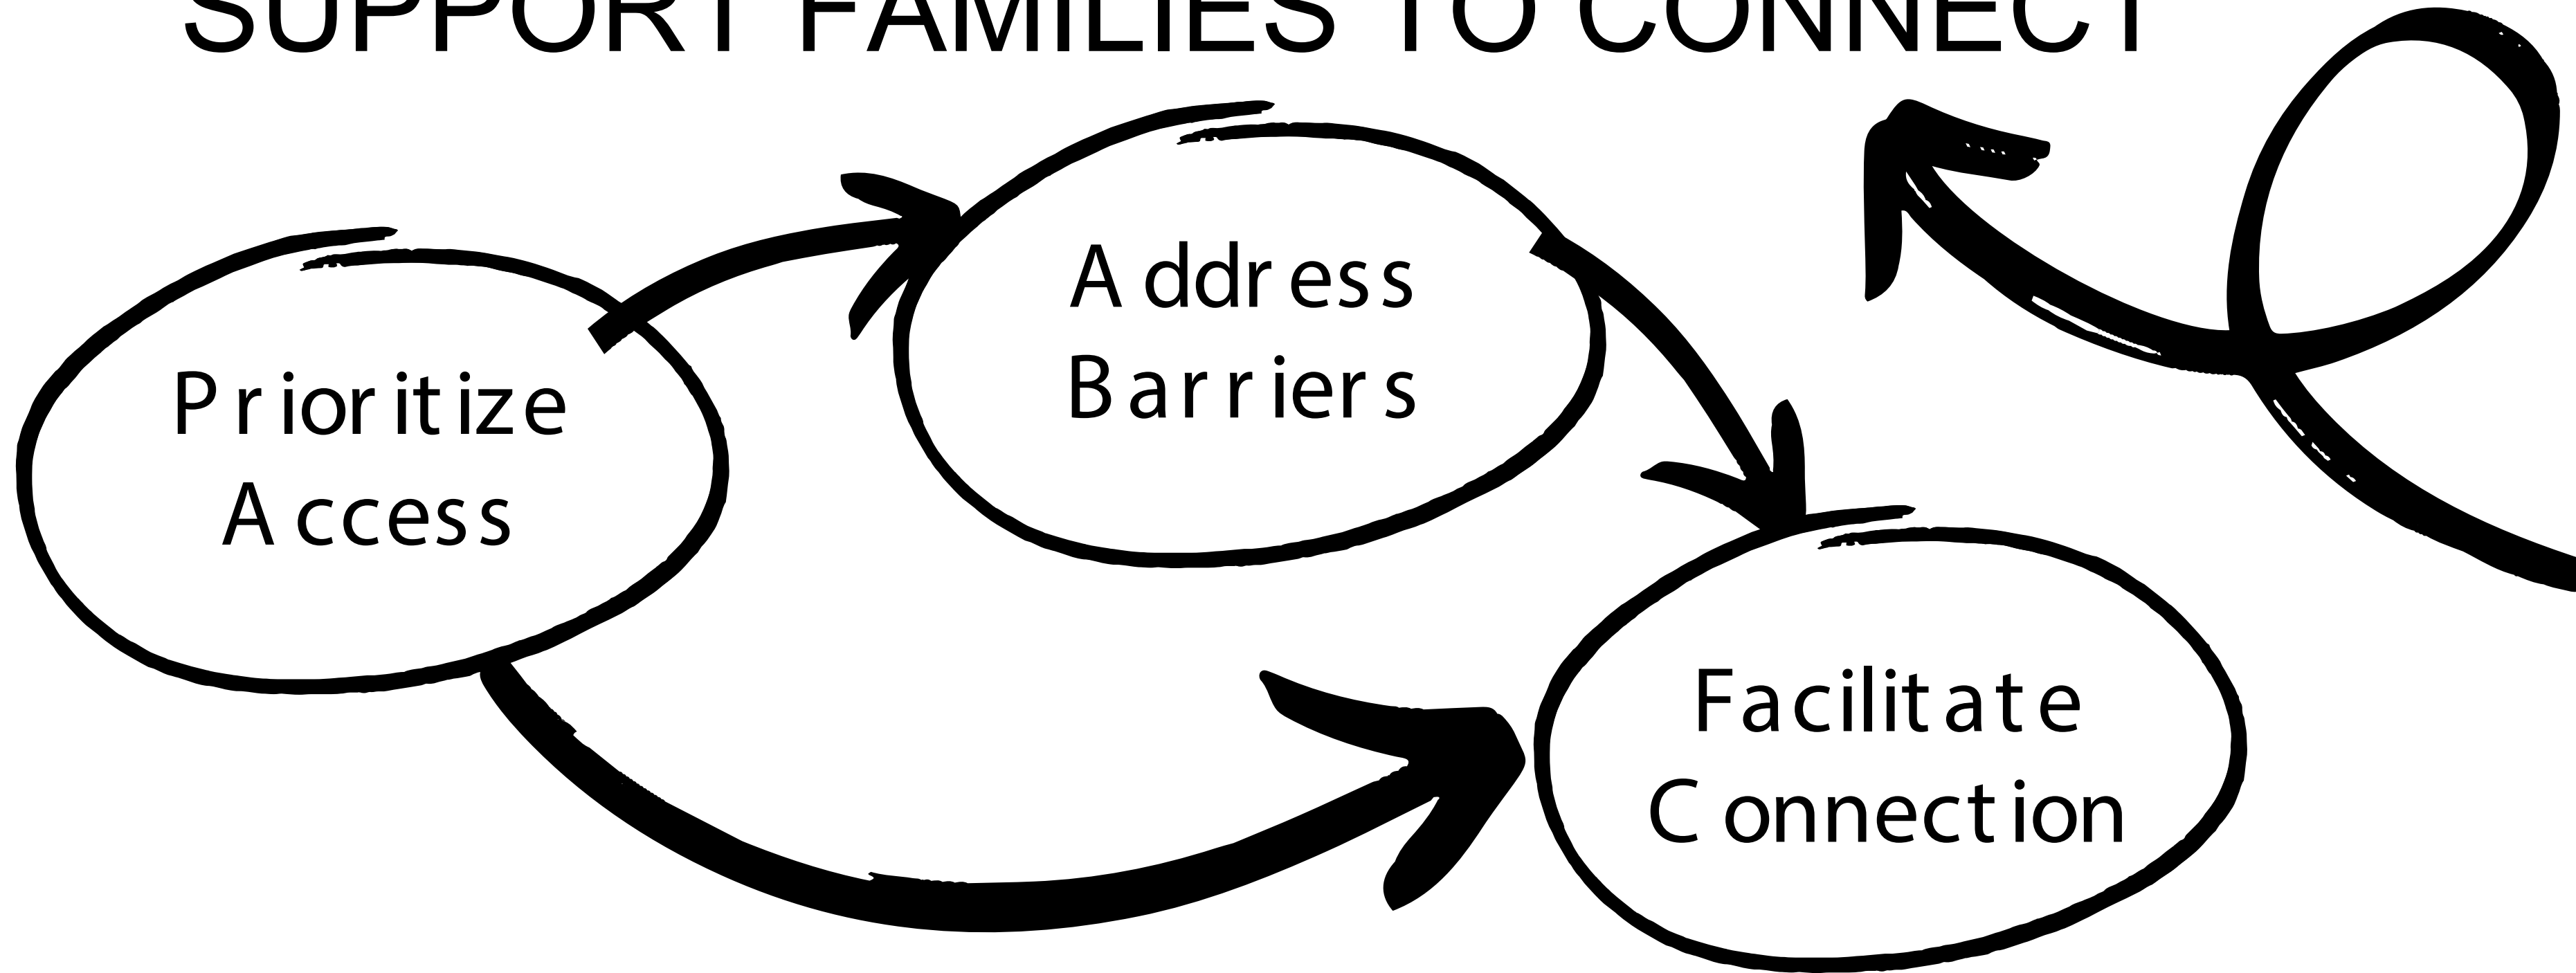 SUPPORT FAMILIES TO CONNECT
Address
Barriers
Prioritize
Access
Facilitate
Connection